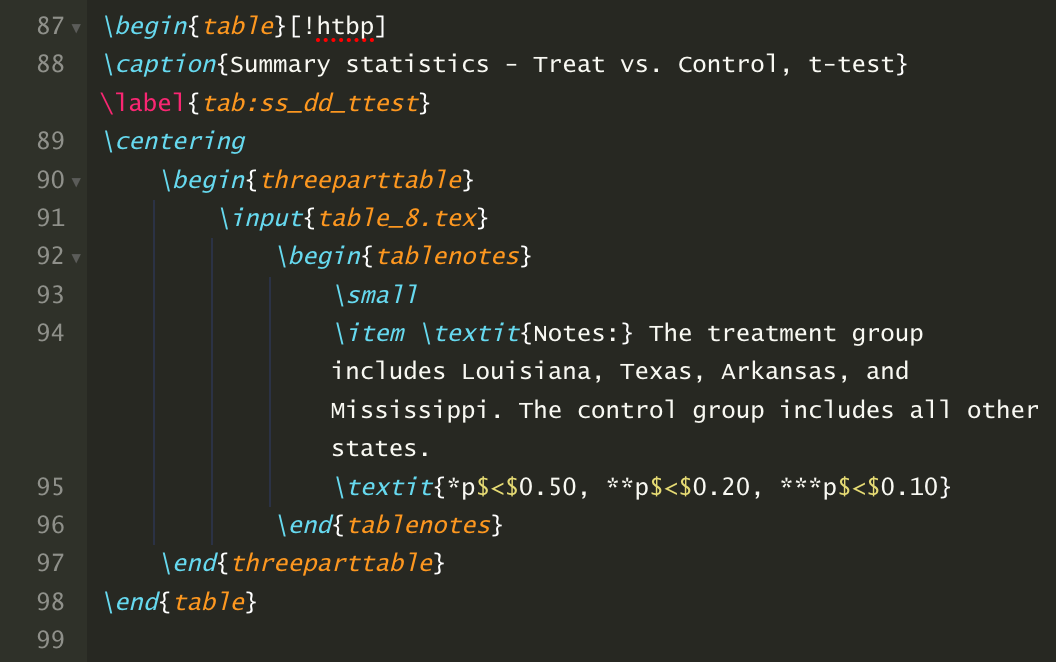 87 \begin{table}[!htbp]
88 \caption{Summary statistics - Treat vs. Control, t-test}
\label{tab:ss_dd_ttest}
89 \centering
90 \begin{threeparttable}
91 \input{table_8.tex}
92 \begin{tablenotes}
93 \small
94 \item \textit{Notes:} The treatment group
includes Louisiana, Texas, Arkansas, and
Mississippi. The control group includes all other
states.
95 \textit{*p$<$0.50, **p$<$0.20, ***p$<$0.10}
96 \end{tablenotes}
97 \end{threeparttable}
98 \end{table}
99